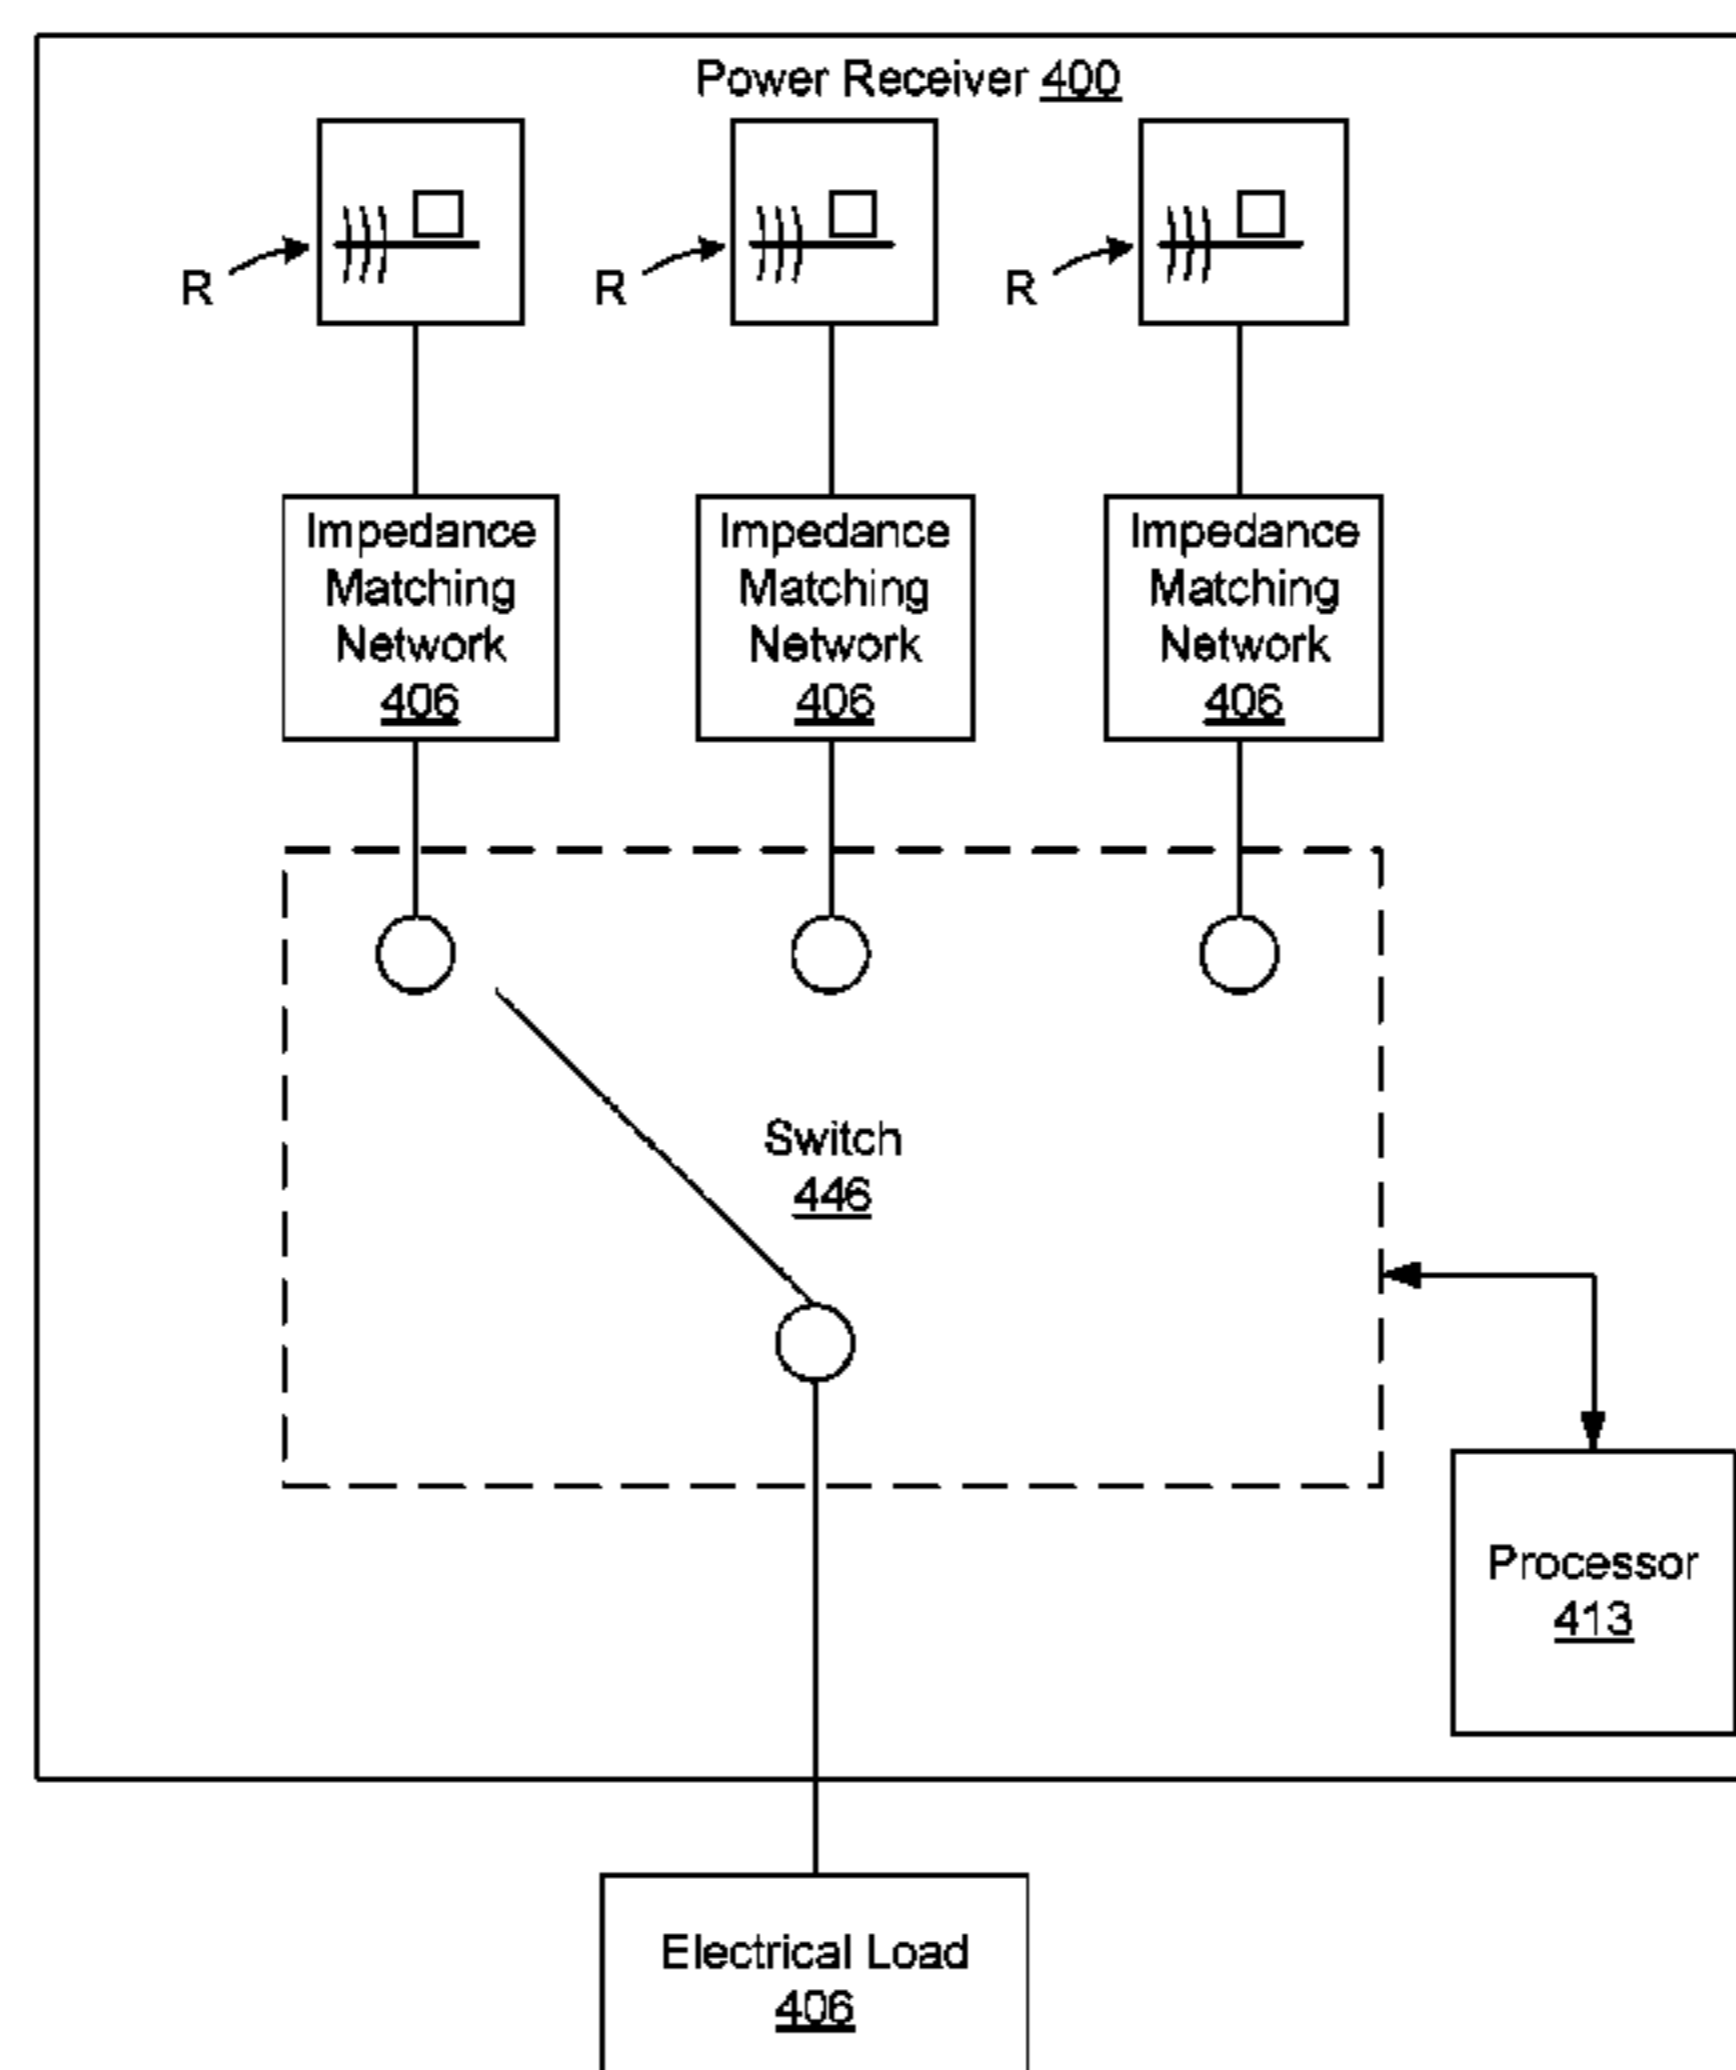 Power Receiver 400
R
R
R
Impedance
Matching
Network
406
Impedance
Matching
Network
406
Impedance
Matching
Network
406
Switch
446
Processor
413
Electrical Load
406